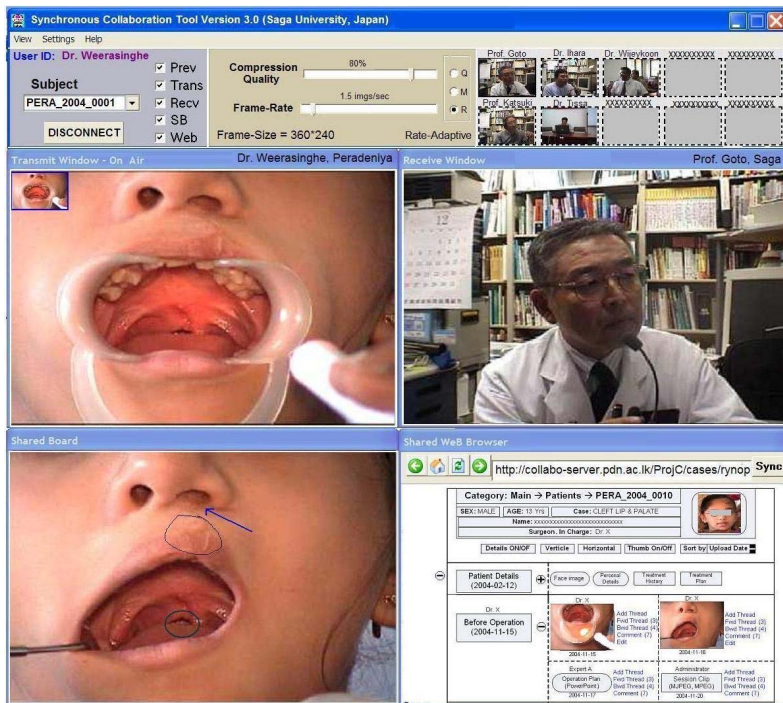 Synchronous Collaboration Tool Version 3.0 (Saga University, Japan)
View Settings Help
User ID: Dr. Weerasinghe
Subject
PERA_2004_0001
DISCONNECT
Prev
Trans
Recv
SB
Web
Compression Quality
80%
Frame-Rate
1.5 imgs/sec
Frame-Size = 360*240
Rate-Adaptive
Q
M
R
Prof. Goto
Dr. Ihara
Dr. Wijeykoon
XXXXXXXXXX
XXXXXXXXXX
Prof. Katsuki
Dr. Tissa
XXXXXXXXX
XXXXXXXXXX
XXXXXXXXXX
Transmit Window - On Air
Dr. Weerasinghe, Peradeniya
Receive Window
Prof. Goto, Saga
12
Shared Board
Shared WeB Browser
http://collabo-server.pdn.ac.lk/ProjC/cases/rynop
Sync
Category: Main → Patients → PERA_2004_0010
SEX: MALE
AGE: 13 Yrs
Case: CLEFT LIP & PALATE
Name: xxxxxxxxxxxxxxxxxxxxxxxxxx
Surgeon. In Charge: Dr. X
Details ON/OF
Verticle
Horizontal
Thumb On/Off
Sort by Upload Date
Patient Details
(2004-02-12)
Face image
Personal Details
Treatment History
Treatment Plan
Dr. X
Before Operation
(2004-11-15)
Dr. X
2004-11-15
Add Thread
Fwd Thread (3)
Bwd Thread (4)
Comment (7)
Edit
Dr. X
2004-11-16
Add Thread
Fwd Thread (3)
Bwd Thread (4)
Comment (7)
Edit
Expert A
Operation Plan
(PowerPoint)
2004-11-17
Add Thread
Fwd Thread (3)
Bwd Thread (4)
Comment (7)
Administrator
Session Clip
(MJPEG, MPEG)
2004-11-20
Add Thread
Fwd Thread (3)
Bwd Thread (4)
Comment (7)